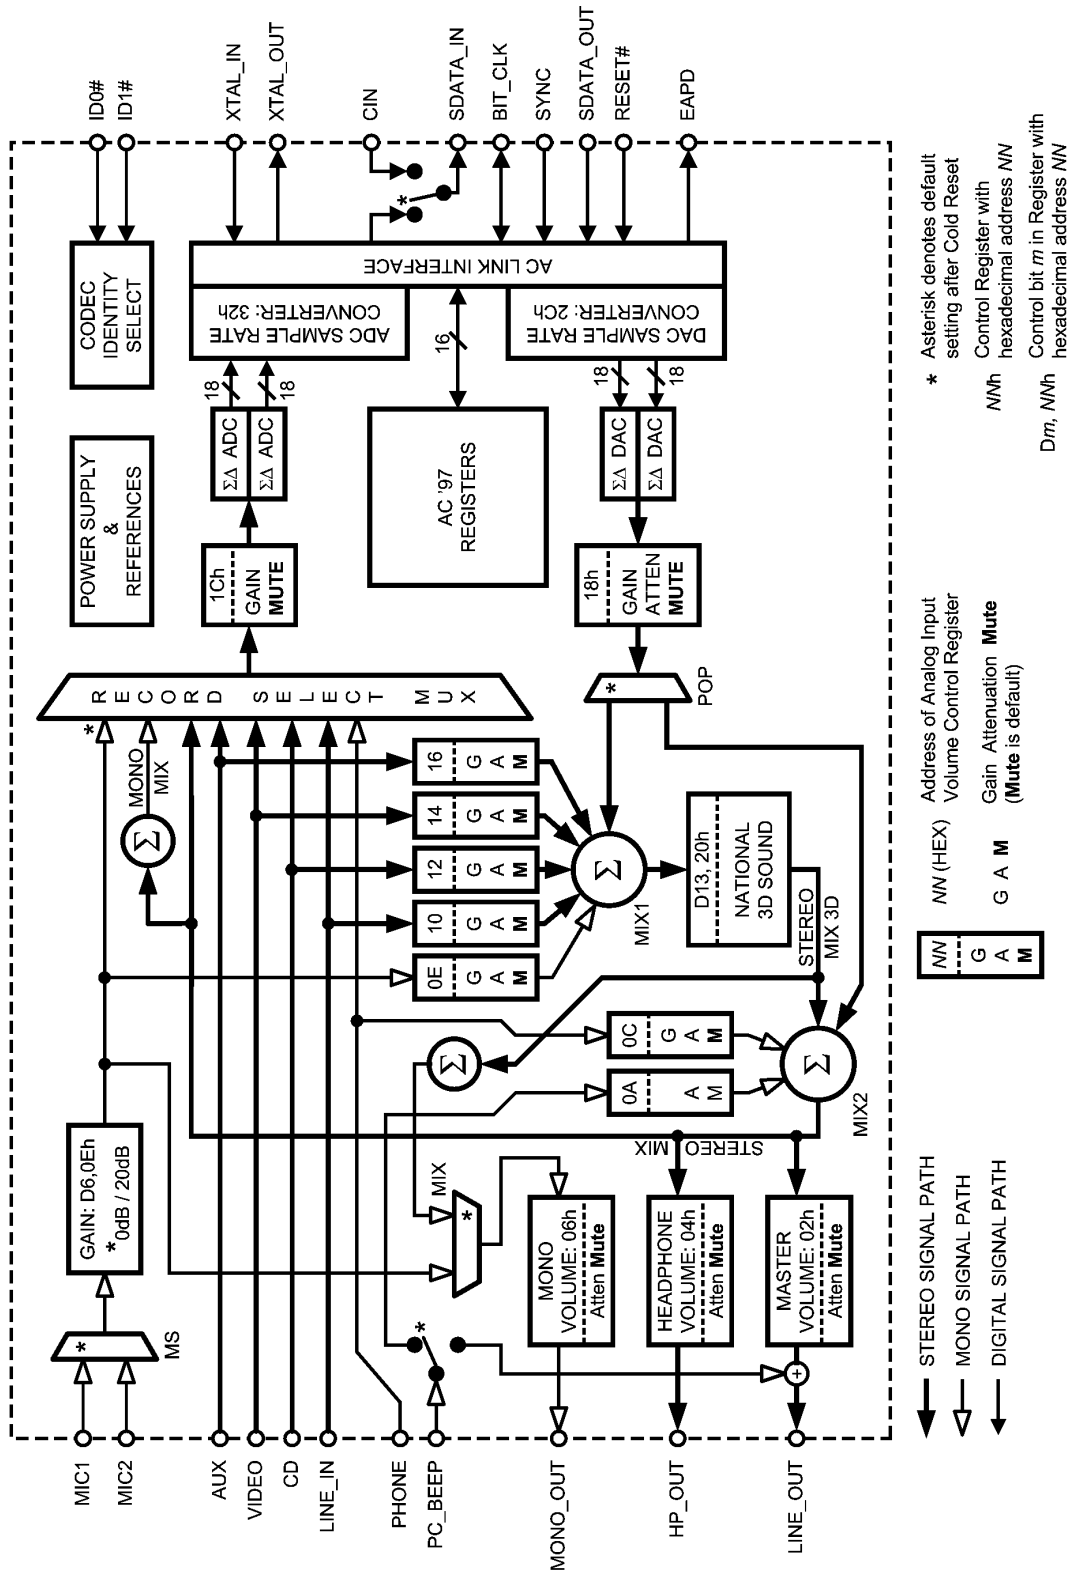 MIC1
MIC2
AUX
VIDEO
CD
LINE_IN
PHONE
PC_BEEP
MONO_OUT
HP_OUT
LINE_OUT
*
MS
GAIN: D6,0Eh
* 0dB / 20dB
*
MIX
*
MONO
VOLUME: 06h
Atten Mute
HEADPHONE
VOLUME: 04h
Atten Mute
MASTER
VOLUME: 02h
Atten Mute
+
STEREO
MIX
Σ
MONO
MIX
Σ
0E
G
A
M
10
G
A
M
12
G
A
M
14
G
A
M
16
G
A
M
0C
G
A
M
0A
A
M
Σ
MIX1
Σ
MIX2
D13, 20h
NATIONAL
3D SOUND
STEREO
MIX 3D
*
RECORD SELECT MUX
*
POP
1Ch
GAIN
MUTE
18h
GAIN
ATTEN
MUTE
POWER SUPPLY
&
REFERENCES
CODEC
IDENTITY
SELECT
ΣΔ ADC
ΣΔ ADC
18
18
AC '97
REGISTERS
16
ΣΔ DAC
ΣΔ DAC
18
18
ADC SAMPLE RATE
CONVERTER: 32h
DAC SAMPLE RATE
CONVERTER: 2Ch
AC LINK INTERFACE
*
ID0#
ID1#
XTAL_IN
XTAL_OUT
CIN
SDATA_IN
BIT_CLK
SYNC
SDATA_OUT
RESET#
EAPD
STEREO SIGNAL PATH
MONO SIGNAL PATH
DIGITAL SIGNAL PATH
NN
G
A
M
NN (HEX) Address of Analog Input
Volume Control Register
G A M Gain Attenuation Mute
(Mute is default)
* Asterisk denotes default
setting after Cold Reset
NNh Control Register with
hexadecimal address NN
Dm, NNh Control bit m in Register with
hexadecimal address NN